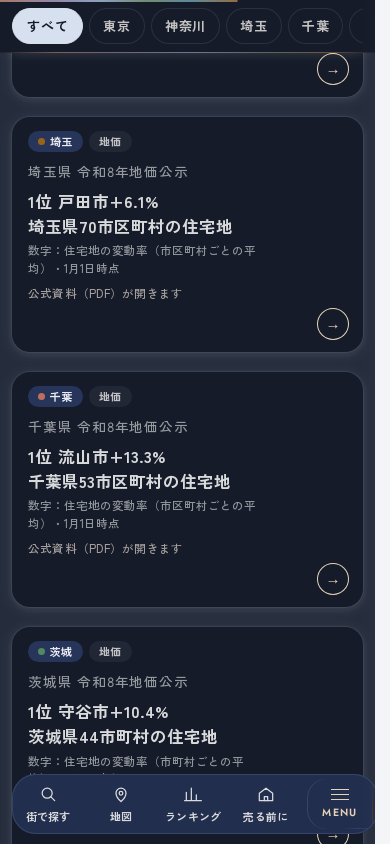 すべて
東京
神奈川
埼玉
千葉
→
埼玉
地価
埼玉県 令和8年地価公示
1位 戸田市+6.1%
埼玉県70市区町村の住宅地
数字：住宅地の変動率（市区町村ごとの平
均）・1月1日時点
公式資料（PDF）が開きます
→
千葉
地価
千葉県 令和8年地価公示
1位 流山市+13.3%
千葉県53市区町村の住宅地
数字：住宅地の変動率（市区町村ごとの平
均）・1月1日時点
公式資料（PDF）が開きます
→
茨城
地価
茨城県 令和8年地価公示
1位 守谷市+10.4%
茨城県44市町村の住宅地
数字：住宅地の変動率（市町村ごとの平
街で探す
地図
ランキング
売る前に
MENU
→